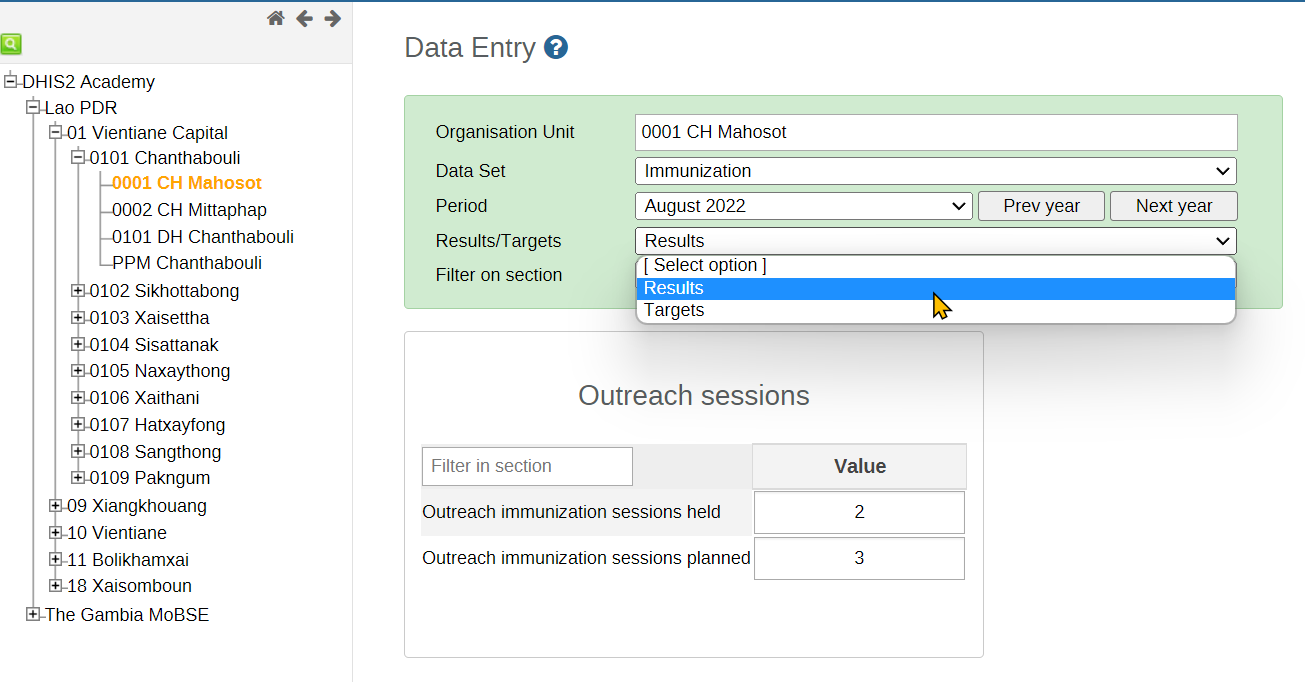 DHIS2 Academy
Lao PDR
01 Vientiane Capital
0101 Chanthabouli
0001 CH Mahosot
0002 CH Mittaphap
0101 DH Chanthabouli
PPM Chanthabouli
0102 Sikhottabong
0103 Xaisettha
0104 Sisattanak
0105 Naxaythong
0106 Xaithani
0107 Hatxayfong
0108 Sangthong
0109 Pakngum
09 Xiangkhouang
10 Vientiane
11 Bolikhamxai
18 Xaisomboun
The Gambia MoBSE
Data Entry ?
Organisation Unit 0001 CH Mahosot
Data Set Immunization
Period August 2022 Prev year Next year
Results/Targets Results
[ Select option ]
Filter on section
Results
Targets
Outreach sessions
Filter in section Value
Outreach immunization sessions held 2
Outreach immunization sessions planned 3